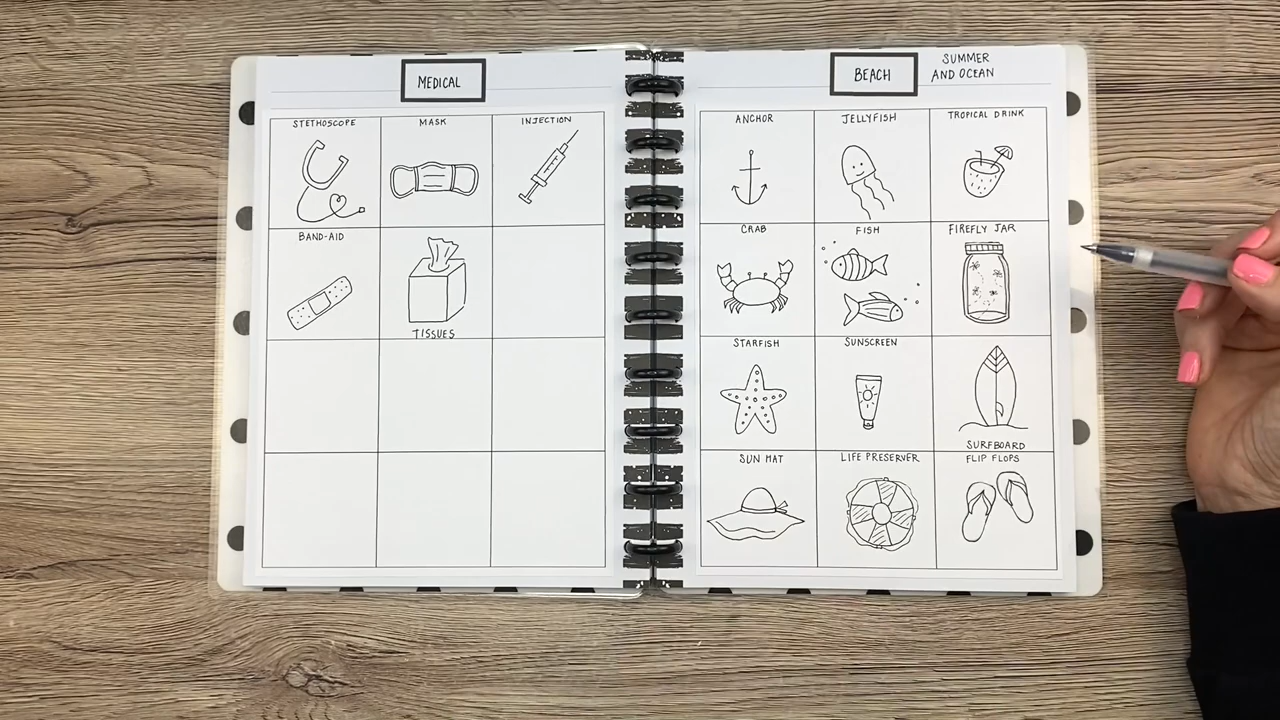 MEDICAL
STETHOSCOPE
MASK
INJECTION
BAND-AID
TISSUES
BEACH
SUMMER
AND OCEAN
ANCHOR
JELLYFISH
TROPICAL DRINK
CRAB
FISH
FIREFLY JAR
STARFISH
SUNSCREEN
SURFBOARD
SUN HAT
LIFE PRESERVER
FLIP FLOPS